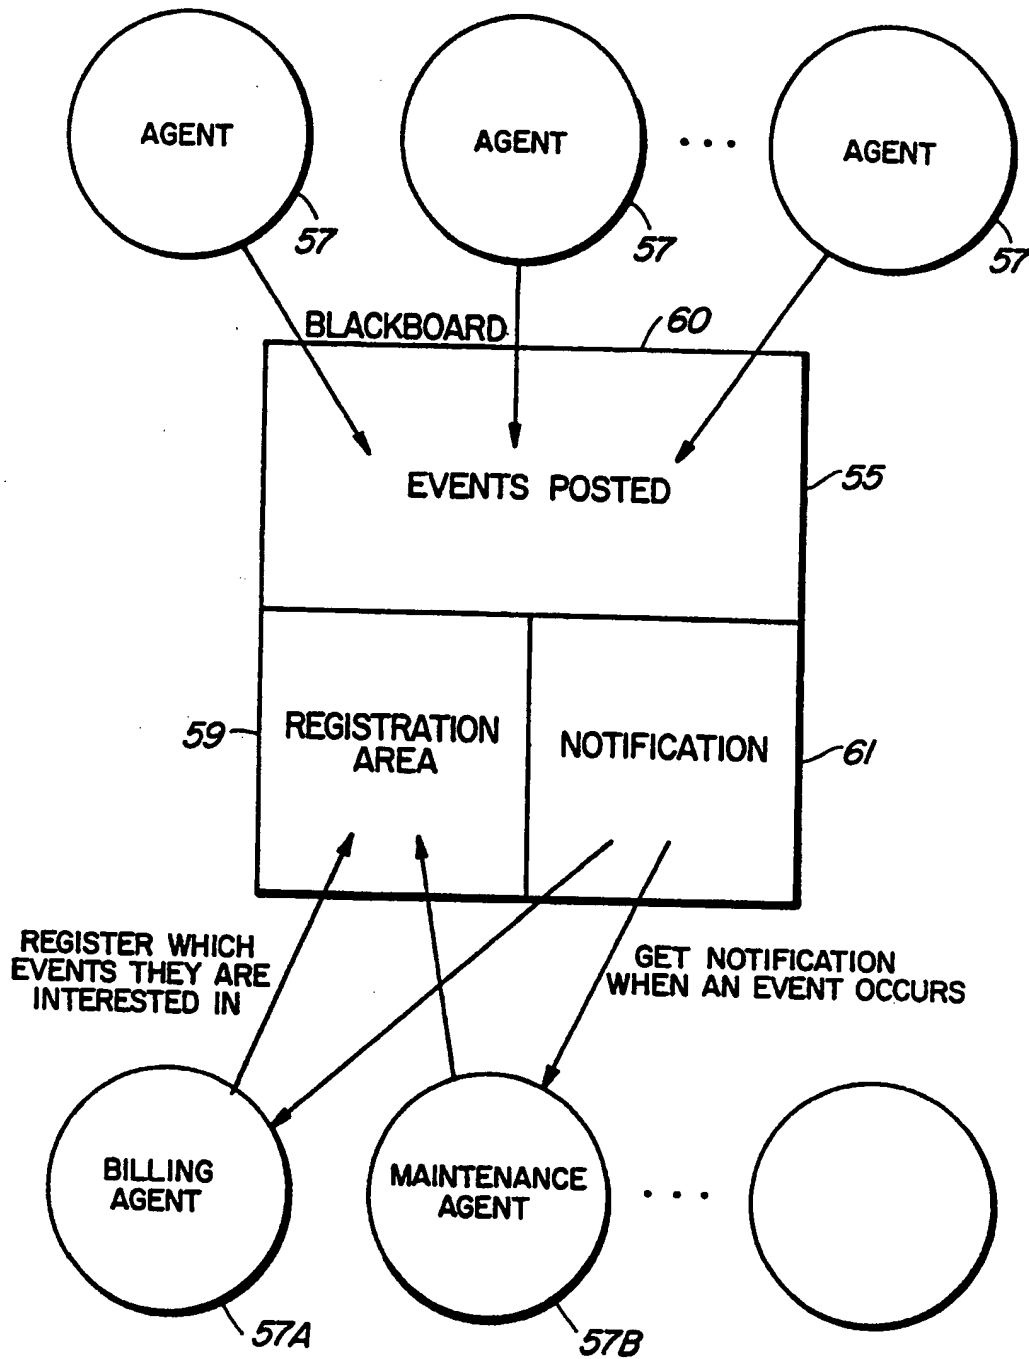 AGENT
AGENT
• • •
AGENT
57
57
57
BLACKBOARD
60
EVENTS POSTED
55
59
REGISTRATION
AREA
NOTIFICATION
61
REGISTER WHICH
EVENTS THEY ARE
INTERESTED IN
GET NOTIFICATION
WHEN AN EVENT OCCURS
BILLING
AGENT
MAINTENANCE
AGENT
• • •
57A
57B